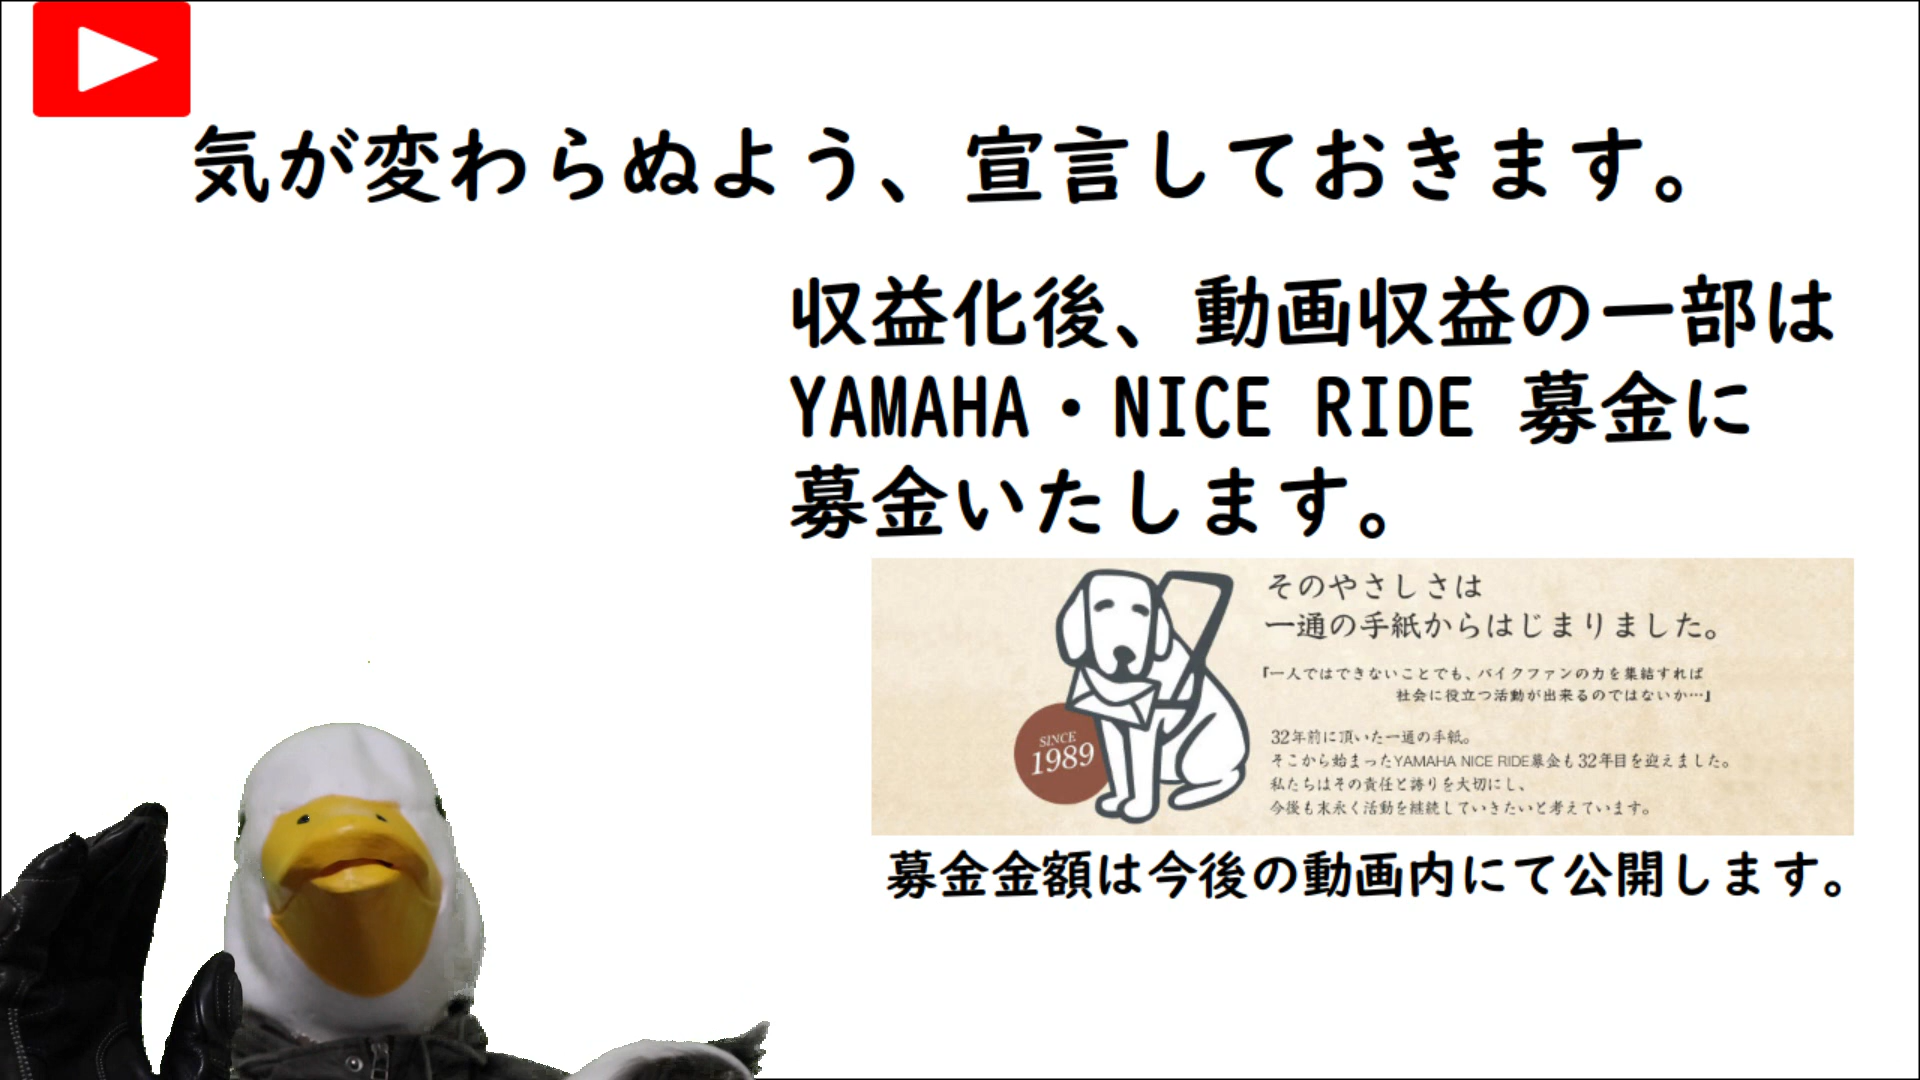 気が変わらぬよう、宣言しておきます。
収益化後、動画収益の一部は
YAMAHA・NICE RIDE 募金に
募金いたします。
そのやさしさは
一通の手紙からはじまりました。
『一人ではできないことでも、バイクファンの力を集結すれば
社会に役立つ活動が出来るのではないか…』
SINCE
1989
32年前に頂いた一通の手紙。
そこから始まったYAMAHA NICE RIDE募金も32年目を迎えました。
私たちはその責任と誇りを大切にし、
今後も末永く活動を継続していきたいと考えています。
募金金額は今後の動画内にて公開します。